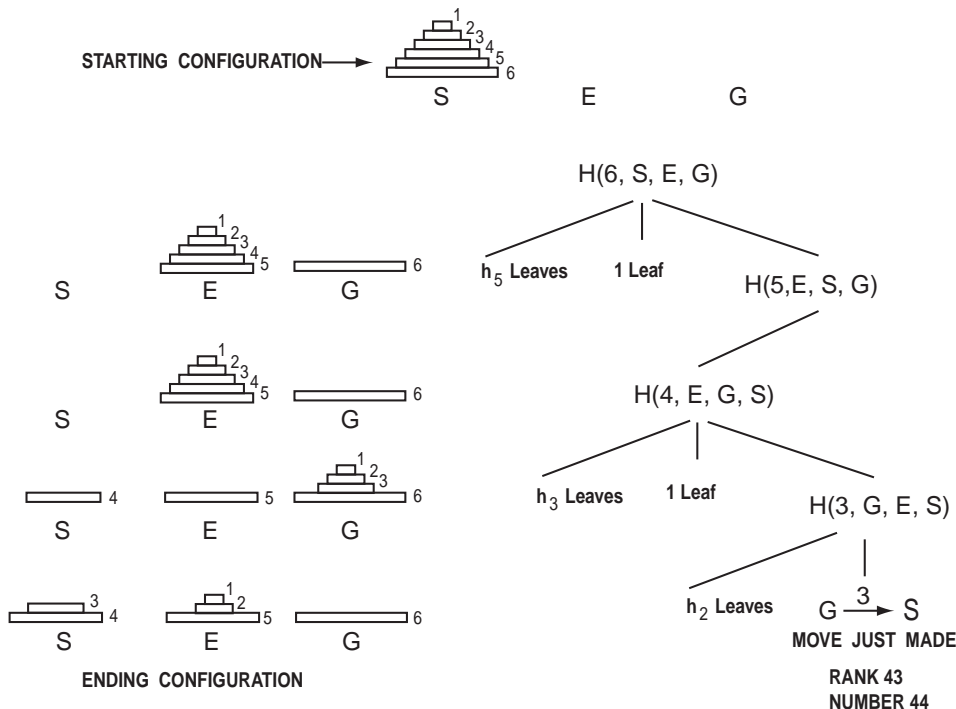 1
2
3
4
5
6
STARTING CONFIGURATION
S E G
H(6, S, E, G)
1
2
3
4
5
6
h5 Leaves 1 Leaf
S E G
H(5,E, S, G)
1
2
3
4
5
6
S E G
H(4, E, G, S)
1
2
3
4 5 6
h3 Leaves 1 Leaf
S E G
H(3, G, E, S)
1
3 2
4 5 6
h2 Leaves
3
G S
S E G
MOVE JUST MADE
ENDING CONFIGURATION
RANK 43
NUMBER 44